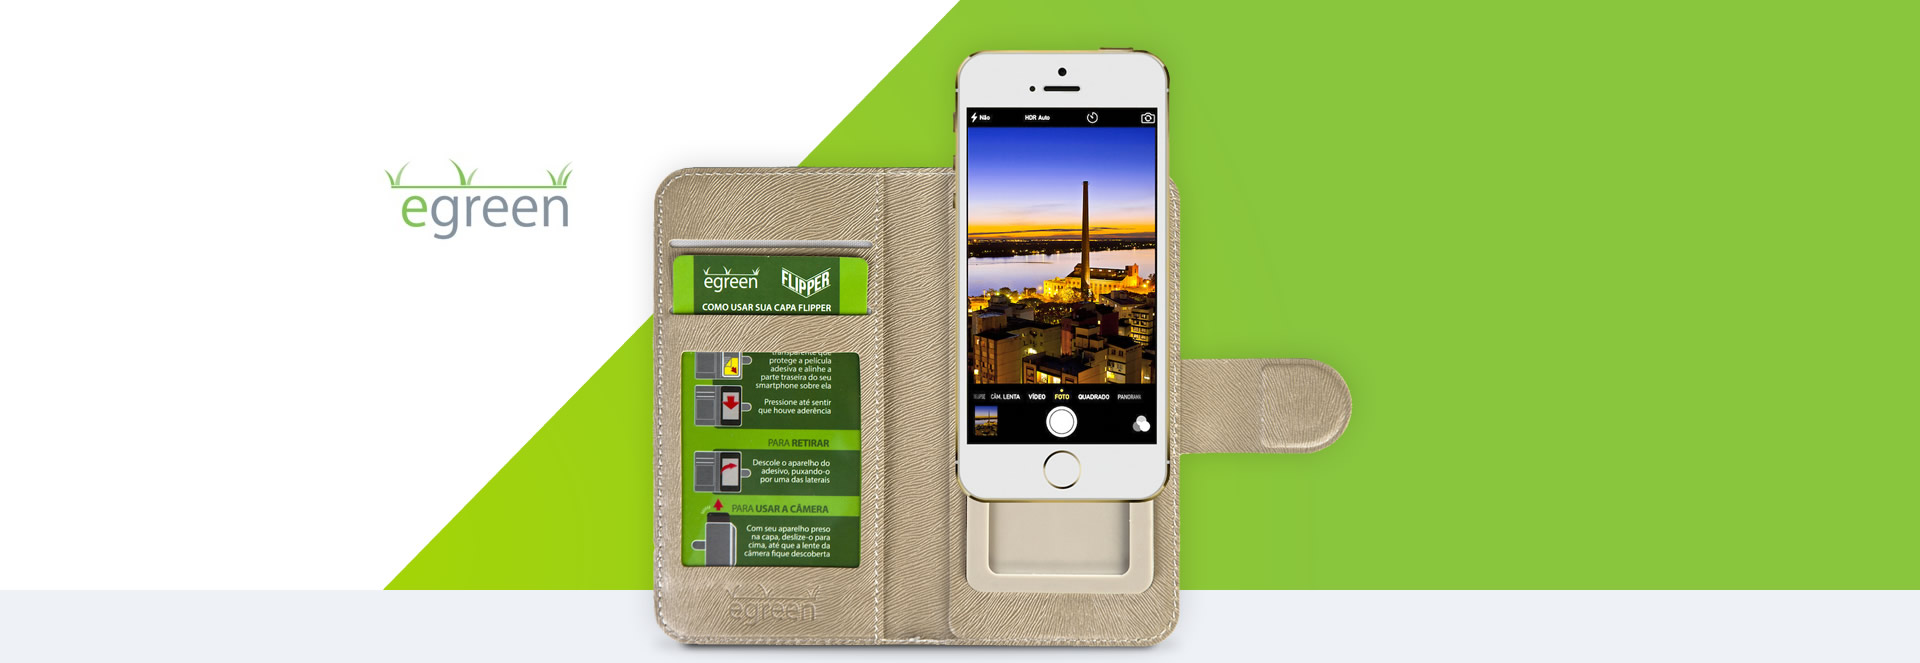 egreen
egreen FLIPPER
COMO USAR SUA CAPA FLIPPER
transparente que
protege a película
adesiva e alinhe a
parte traseira do seu
smartphone sobre ela
Pressione até sentir
que houve aderência
PARA RETIRAR
Descole o aparelho do
adesivo, puxando-o
por uma das laterais
PARA USAR A CÂMERA
Com seu aparelho preso
na capa, deslize-o para
cima, até que a lente da
câmera fique descoberta
egreen
Não HDR Auto
CÂM. LENTA VÍDEO FOTO QUADRADO PANORAM